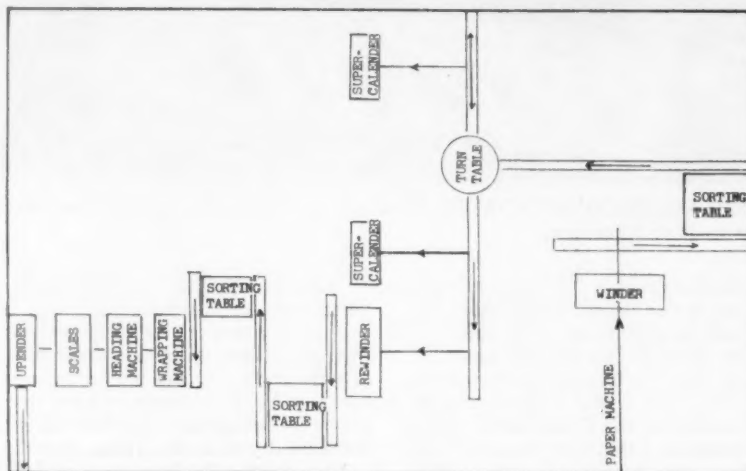 SUPER-
CALENDER
TURN
TABLE
SORTING
TABLE
SUPER-
CALENDER
WINDER
SORTING
TABLE
UPENDER
SCALES
HEADING
MACHINE
WRAPPING
MACHINE
REWINDER
SORTING
TABLE
PAPER MACHINE